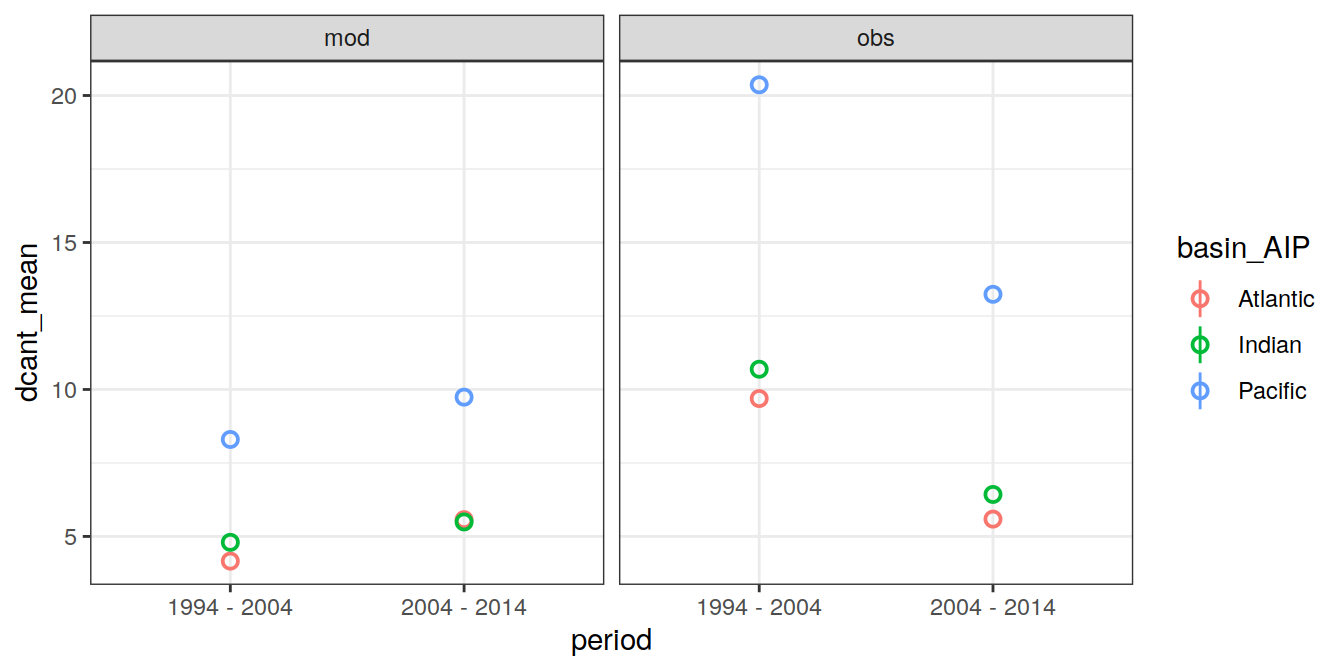 mod
obs
20
15
10
5
dcant_mean
1994 - 2004
2004 - 2014
1994 - 2004
2004 - 2014
period
basin_AIP
Atlantic
Indian
Pacific